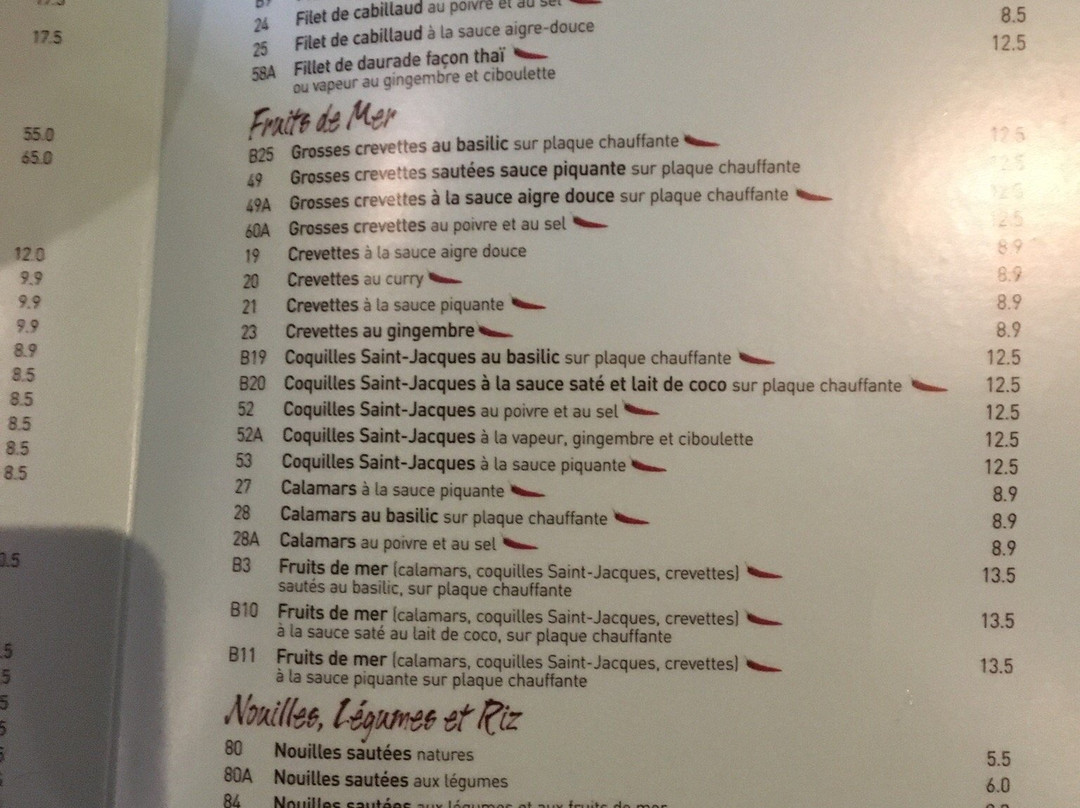 17.5
55.0
65.0
12.0
9.9
9.9
9.9
8.9
8.5
8.5
8.5
8.5
8.5
24 Filet de cabillaud au poivre et au sel 8.5
25 Filet de cabillaud à la sauce aigre-douce 12.5
58A Fillet de daurade façon thaï
ou vapeur au gingembre et ciboulette
Fruits de Mer
B25 Grosses crevettes au basilic sur plaque chauffante 12.5
49 Grosses crevettes sautées sauce piquante sur plaque chauffante 12.5
49A Grosses crevettes à la sauce aigre douce sur plaque chauffante
60A Grosses crevettes au poivre et au sel
19 Crevettes à la sauce aigre douce 8.9
20 Crevettes au curry 8.9
21 Crevettes à la sauce piquante 8.9
23 Crevettes au gingembre 8.9
B19 Coquilles Saint-Jacques au basilic sur plaque chauffante 12.5
B20 Coquilles Saint-Jacques à la sauce saté et lait de coco sur plaque chauffante 12.5
52 Coquilles Saint-Jacques au poivre et au sel 12.5
52A Coquilles Saint-Jacques à la vapeur, gingembre et ciboulette 12.5
53 Coquilles Saint-Jacques à la sauce piquante 12.5
27 Calamars à la sauce piquante 8.9
28 Calamars au basilic sur plaque chauffante 8.9
28A Calamars au poivre et au sel 8.9
B3 Fruits de mer (calamars, coquilles Saint-Jacques, crevettes) 13.5
sautés au basilic, sur plaque chauffante
B10 Fruits de mer (calamars, coquilles Saint-Jacques, crevettes) 13.5
à la sauce saté au lait de coco, sur plaque chauffante
B11 Fruits de mer (calamars, coquilles Saint-Jacques, crevettes) 13.5
à la sauce piquante sur plaque chauffante
Nouilles, Légumes et Riz
80 Nouilles sautées natures 5.5
80A Nouilles sautées aux légumes 6.0
84 Nouilles sautées aux légumes et aux fruits de mer